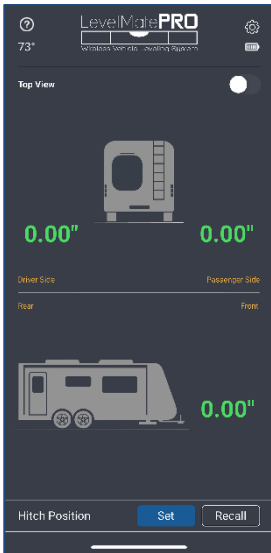 LevelMatePRO
73°
Wireless Vehicle Leveling System
Top View
0.00" 0.00"
Driver Side Passenger Side
Rear Front
0.00"
Hitch Position Set Recall